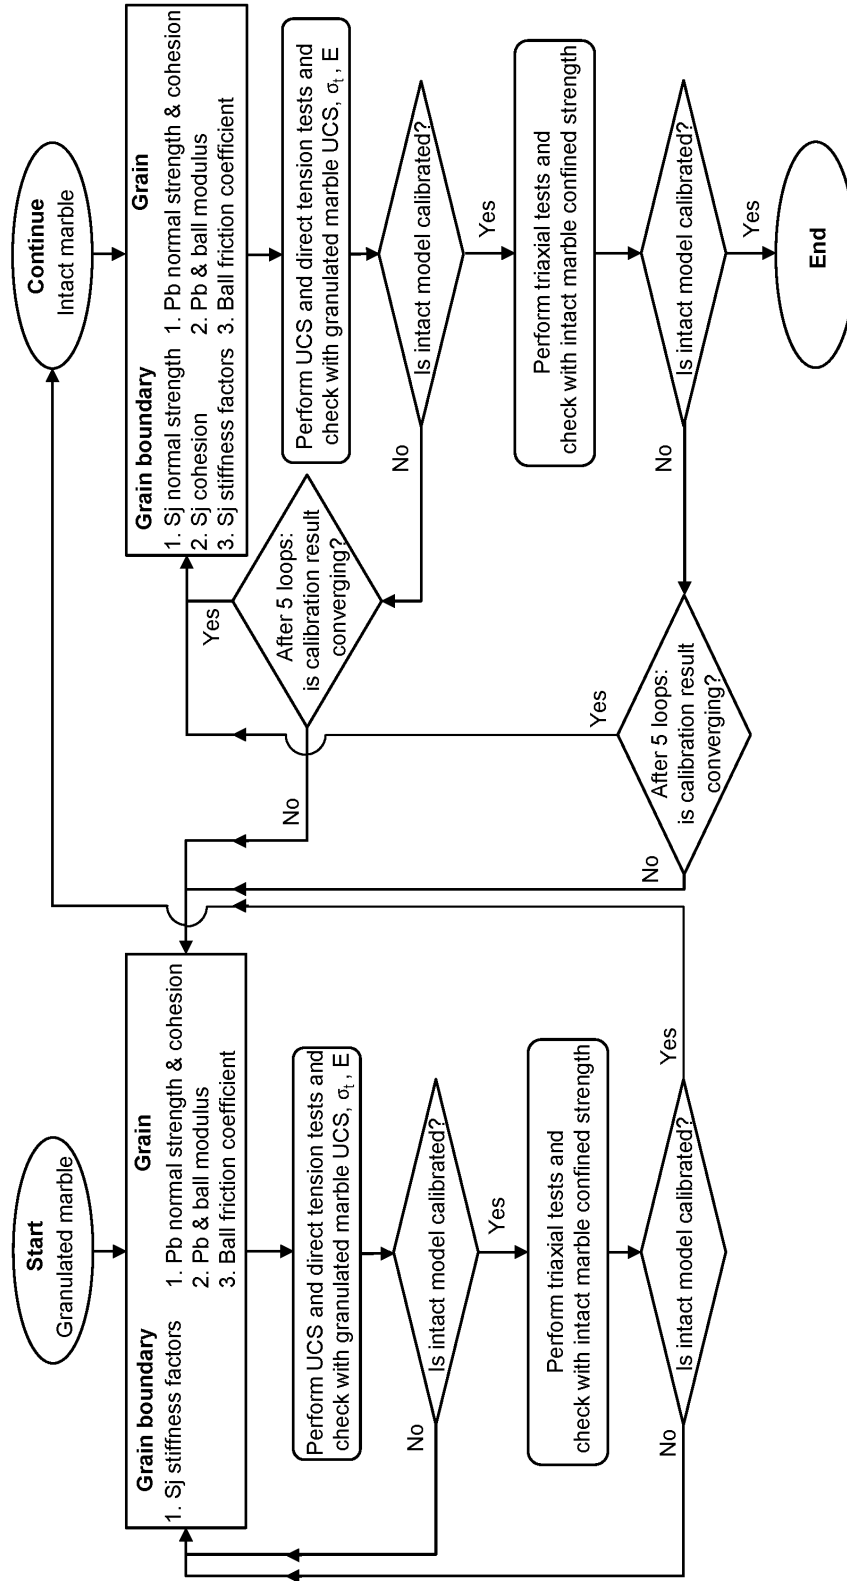 Start
Granulated marble
Grain boundary
1. Sj stiffness factors
Grain
1. Pb normal strength & cohesion
2. Pb & ball modulus
3. Ball friction coefficient
Perform UCS and direct tension tests and
check with granulated marble UCS, σt, E
Is intact model calibrated?
No
Yes
Perform triaxial tests and
check with intact marble confined strength
Is intact model calibrated?
No
Yes
Continue
Intact marble
Grain boundary
1. Sj normal strength
2. Sj cohesion
3. Sj stiffness factors
Grain
1. Pb normal strength & cohesion
2. Pb & ball modulus
3. Ball friction coefficient
Perform UCS and direct tension tests and
check with granulated marble UCS, σt, E
Is intact model calibrated?
No
Yes
After 5 loops:
is calibration result
converging?
Yes
No
Perform triaxial tests and
check with intact marble confined strength
Is intact model calibrated?
No
Yes
After 5 loops:
is calibration result
converging?
Yes
No
End